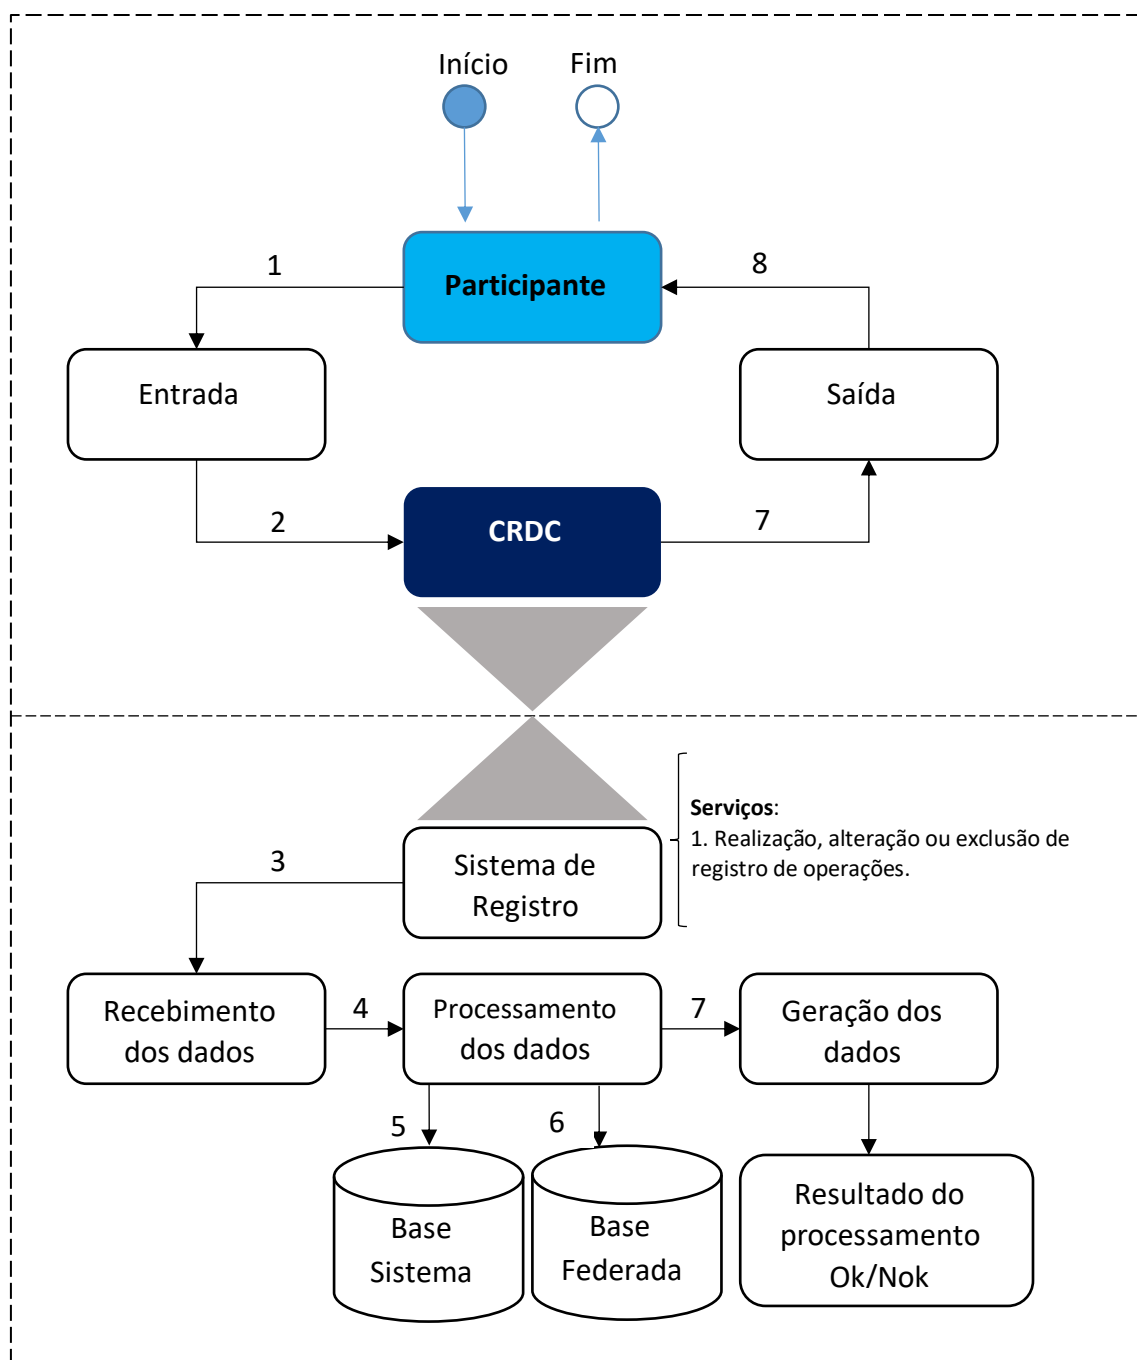 Início
Fim
1
Participante
8
Entrada
Saída
2
CRDC
7
Serviços:
1. Realização, alteração ou exclusão de
registro de operações.
3
Sistema de
Registro
Recebimento
dos dados
4
Processamento
dos dados
7
Geração dos
dados
5
6
Base
Sistema
Base
Federada
Resultado do
processamento
Ok/Nok